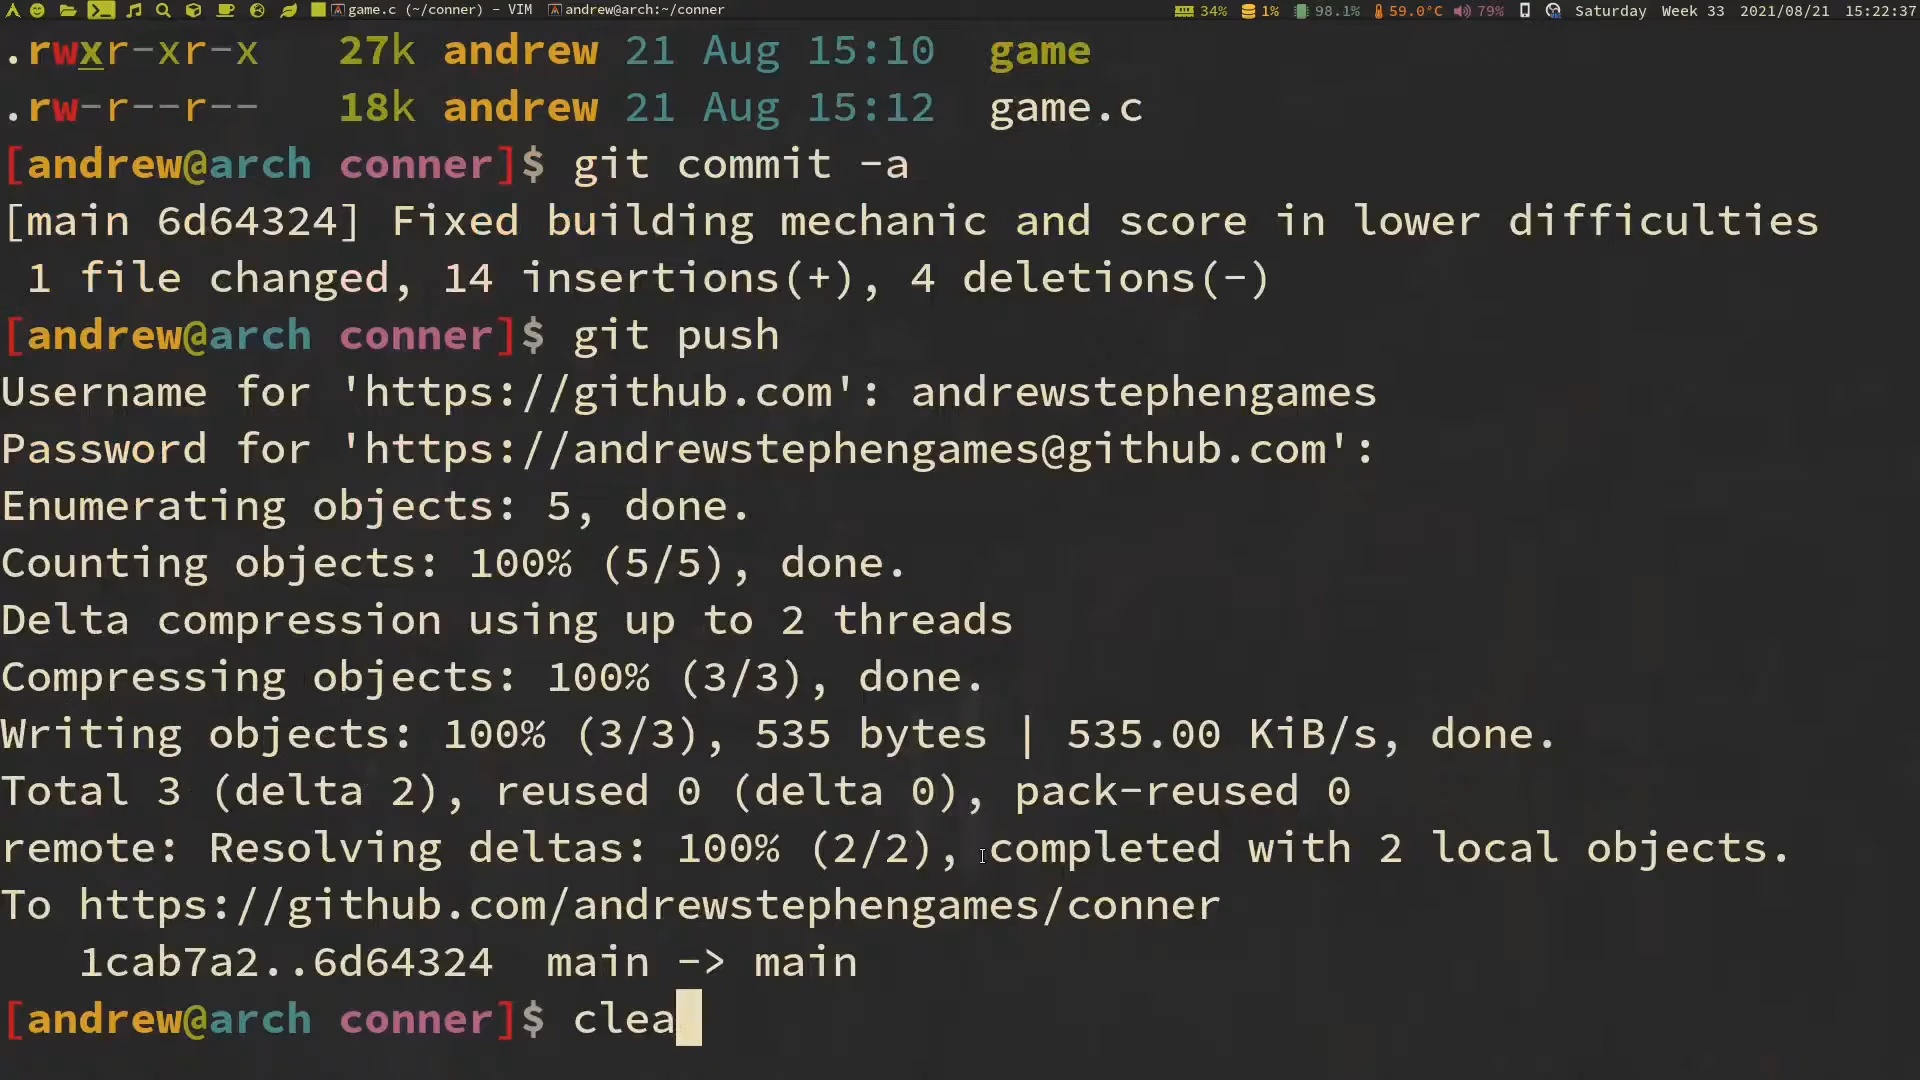 game.c (~/conner) - VIM andrew@arch:~/conner 34% 1% 98.1% 59.0°C 79% Saturday Week 33 2021/08/21 15:22:37
.rwxr-xr-x 27k andrew 21 Aug 15:10 game
.rw-r--r-- 18k andrew 21 Aug 15:12 game.c
[andrew@arch conner]$ git commit -a
[main 6d64324] Fixed building mechanic and score in lower difficulties
1 file changed, 14 insertions(+), 4 deletions(-)
[andrew@arch conner]$ git push
Username for 'https://github.com': andrewstephengames
Password for 'https://andrewstephengames@github.com':
Enumerating objects: 5, done.
Counting objects: 100% (5/5), done.
Delta compression using up to 2 threads
Compressing objects: 100% (3/3), done.
Writing objects: 100% (3/3), 535 bytes | 535.00 KiB/s, done.
Total 3 (delta 2), reused 0 (delta 0), pack-reused 0
remote: Resolving deltas: 100% (2/2), completed with 2 local objects.
To https://github.com/andrewstephengames/conner
1cab7a2..6d64324 main -> main
[andrew@arch conner]$ clea